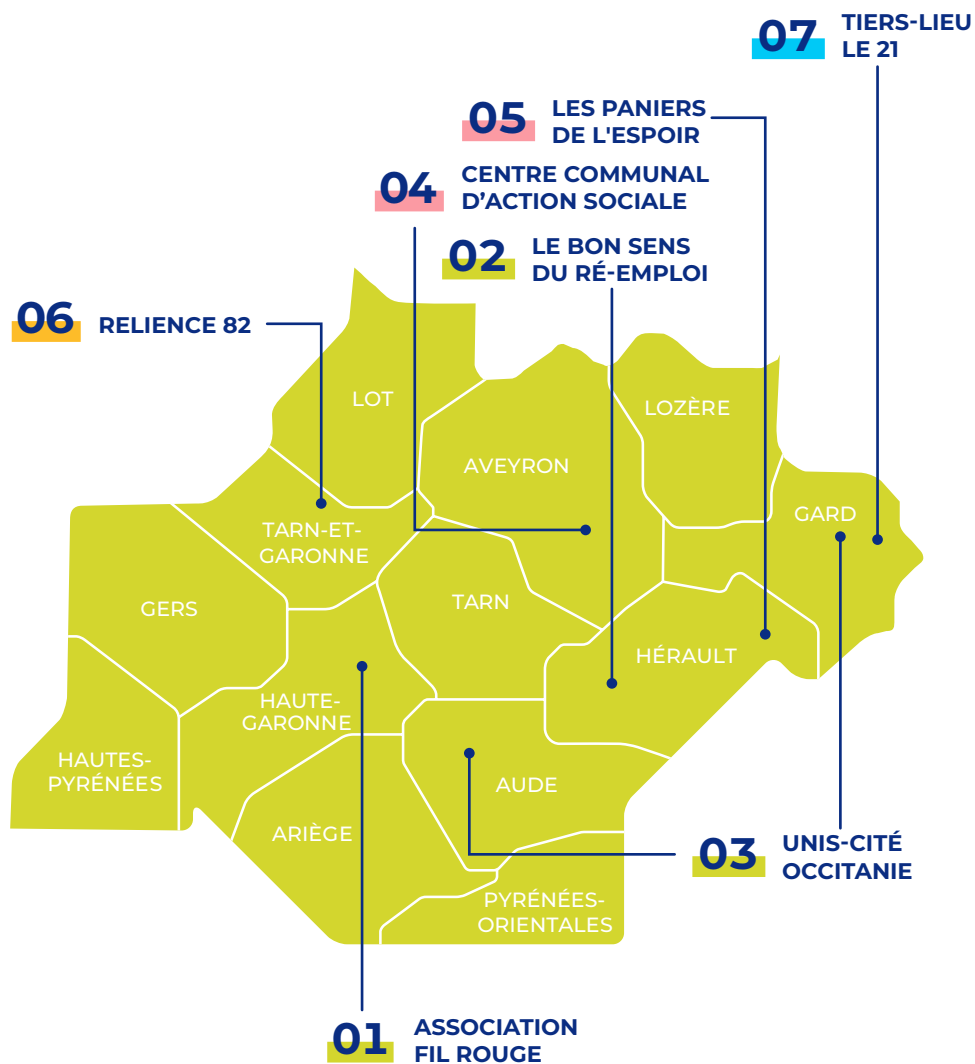 07 TIERS-LIEU
LE 21
05 LES PANIERS
DE L'ESPOIR
04 CENTRE COMMUNAL
D'ACTION SOCIALE
02 LE BON SENS
DU RÉ-EMPLOI
06 RELIENCE 82
LOT
LOZÈRE
AVEYRON
GARD
TARN-ET-
GARONNE
GERS
TARN
HÉRAULT
HAUTE-
GARONNE
HAUTES-
PYRÉNÉES
AUDE
ARIÈGE
03 UNIS-CITÉ
OCCITANIE
PYRÉNÉES-
ORIENTALES
01 ASSOCIATION
FIL ROUGE